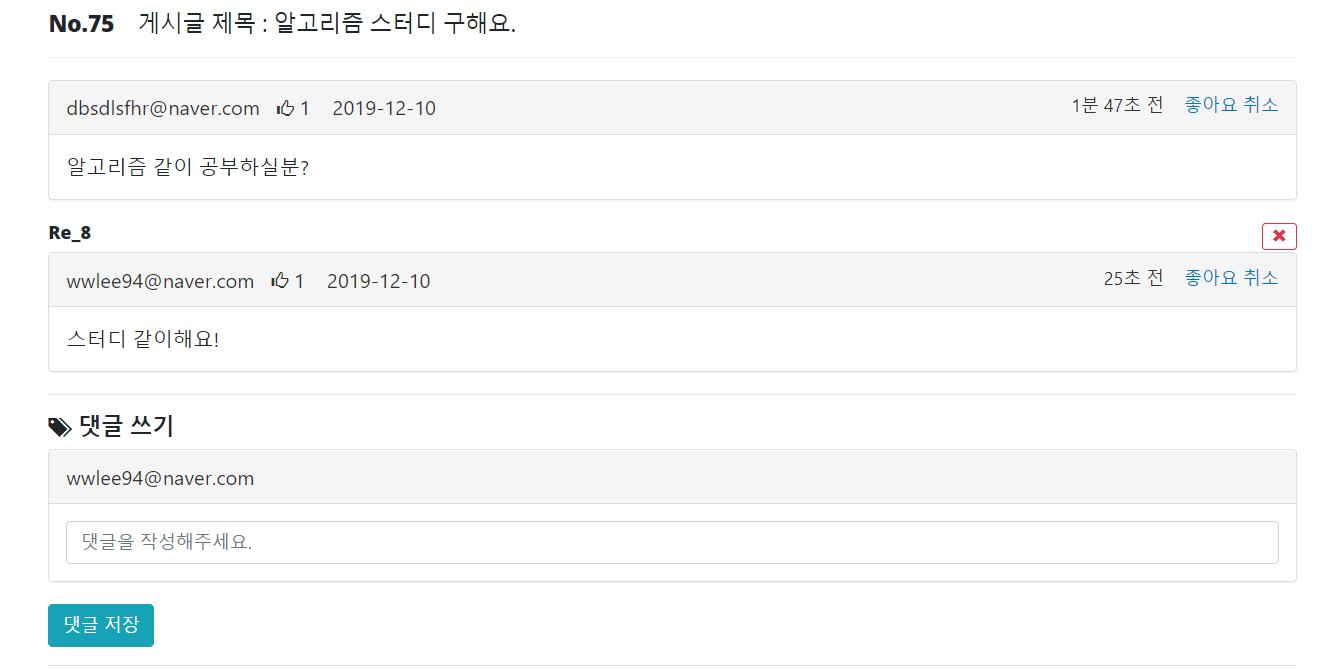 No.75 게시글 제목 : 알고리즘 스터디 구해요.
dbsdlsfhr@naver.com 1 2019-12-10 1분 47초 전 좋아요 취소
알고리즘 같이 공부하실분?
Re_8
wwlee94@naver.com 1 2019-12-10 25초 전 좋아요 취소
스터디 같이해요!
댓글 쓰기
wwlee94@naver.com
댓글을 작성해주세요.
댓글 저장